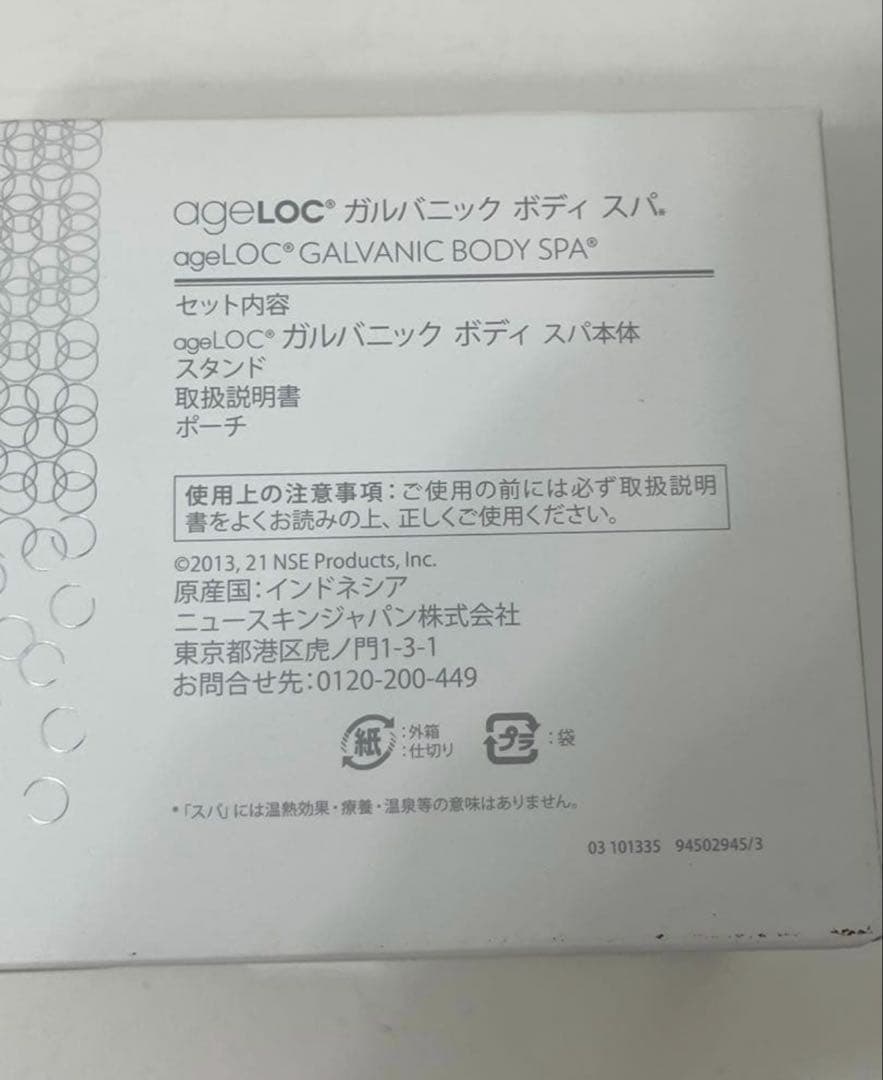 ageLOC® ガルバニック ボディ スパ*
ageLOC® GALVANIC BODY SPA®
セット内容
ageLOC® ガルバニック ボディ スパ本体
スタンド
取扱説明書
ポーチ
使用上の注意事項：ご使用の前には必ず取扱説明
書をよくお読みの上、正しくご使用ください。
©2013, 21 NSE Products, Inc.
原産国：インドネシア
ニュースキンジャパン株式会社
東京都港区虎ノ門1-3-1
お問合せ先：0120-200-449
紙 ：外箱 ：仕切り プラ ：袋
*「スパ」には温熱効果・療養・温泉等の意味はありません。
03 101335 94502945/3